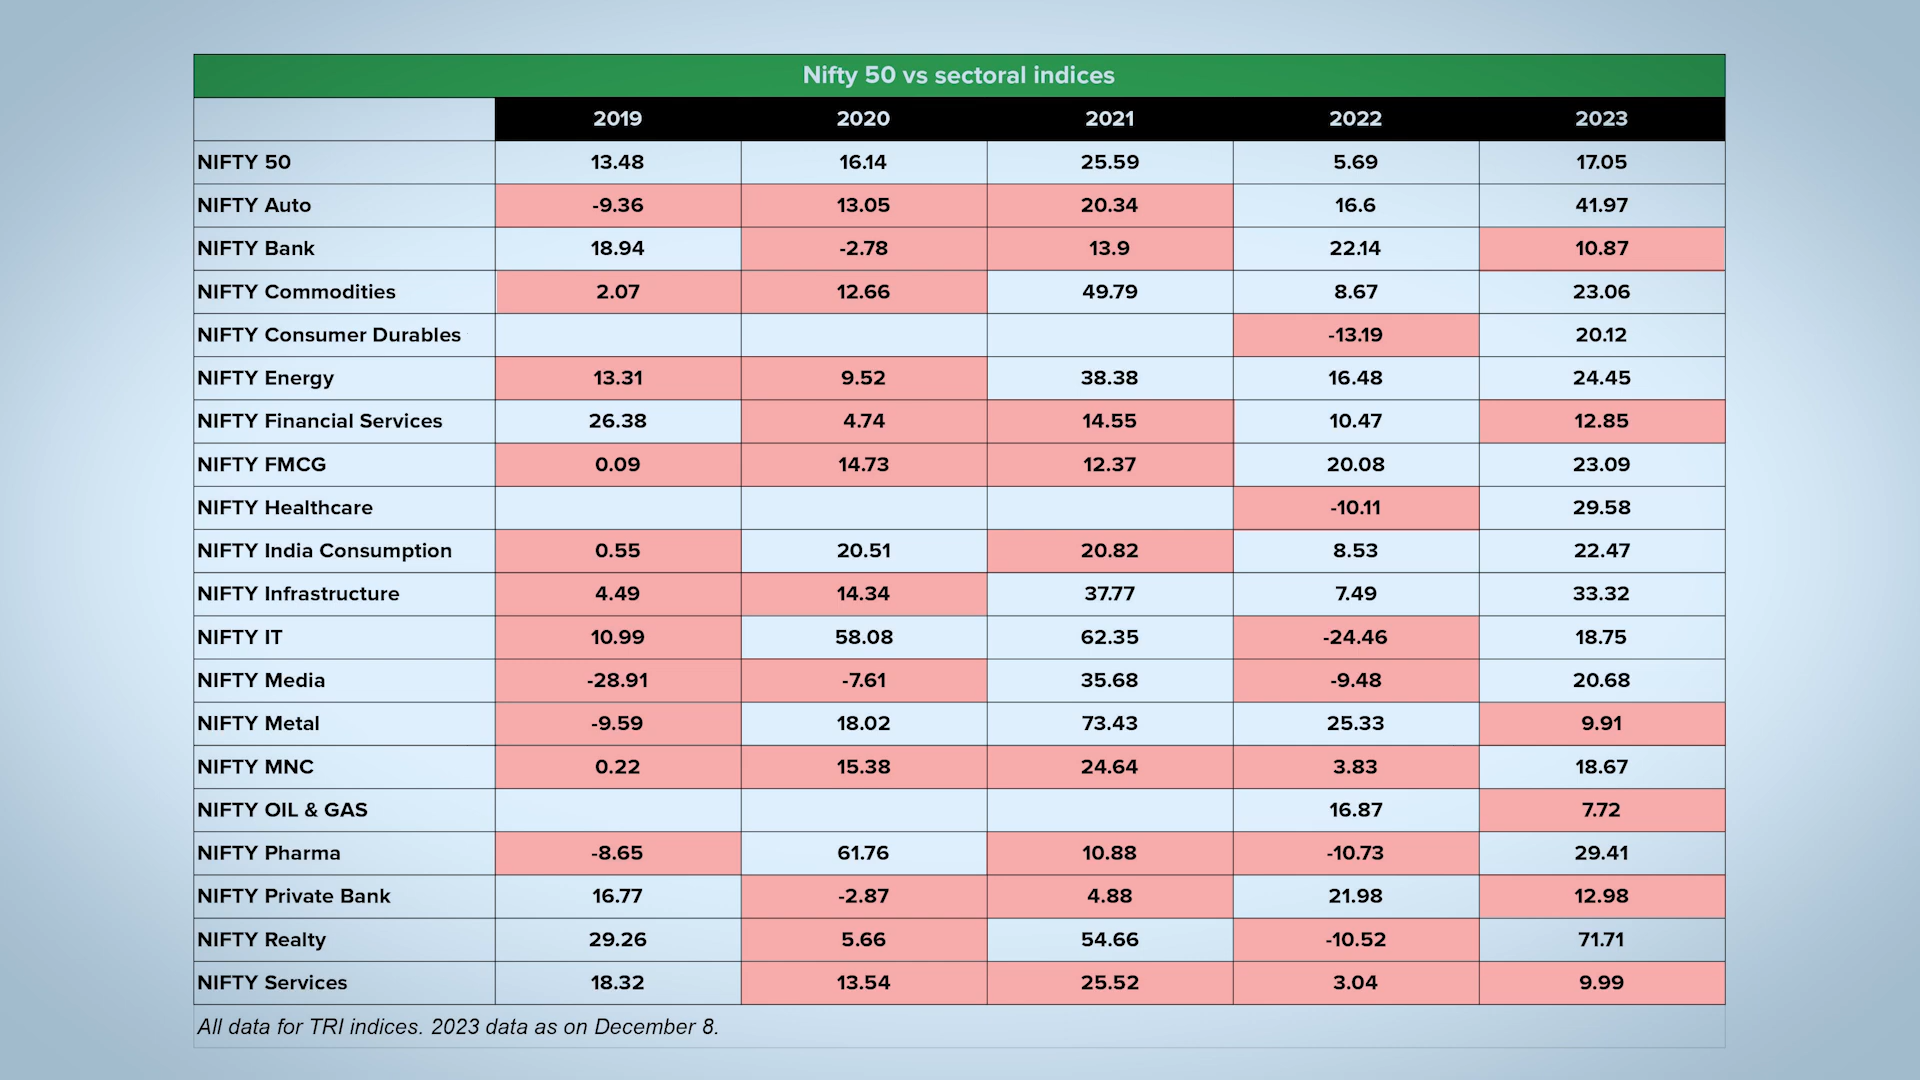 Nifty 50 vs sectoral indices
2019 2020 2021 2022 2023
NIFTY 50 13.48 16.14 25.59 5.69 17.05
NIFTY Auto -9.36 13.05 20.34 16.6 41.97
NIFTY Bank 18.94 -2.78 13.9 22.14 10.87
NIFTY Commodities 2.07 12.66 49.79 8.67 23.06
NIFTY Consumer Durables -13.19 20.12
NIFTY Energy 13.31 9.52 38.38 16.48 24.45
NIFTY Financial Services 26.38 4.74 14.55 10.47 12.85
NIFTY FMCG 0.09 14.73 12.37 20.08 23.09
NIFTY Healthcare -10.11 29.58
NIFTY India Consumption 0.55 20.51 20.82 8.53 22.47
NIFTY Infrastructure 4.49 14.34 37.77 7.49 33.32
NIFTY IT 10.99 58.08 62.35 -24.46 18.75
NIFTY Media -28.91 -7.61 35.68 -9.48 20.68
NIFTY Metal -9.59 18.02 73.43 25.33 9.91
NIFTY MNC 0.22 15.38 24.64 3.83 18.67
NIFTY OIL & GAS 16.87 7.72
NIFTY Pharma -8.65 61.76 10.88 -10.73 29.41
NIFTY Private Bank 16.77 -2.87 4.88 21.98 12.98
NIFTY Realty 29.26 5.66 54.66 -10.52 71.71
NIFTY Services 18.32 13.54 25.52 3.04 9.99
All data for TRI indices. 2023 data as on December 8.